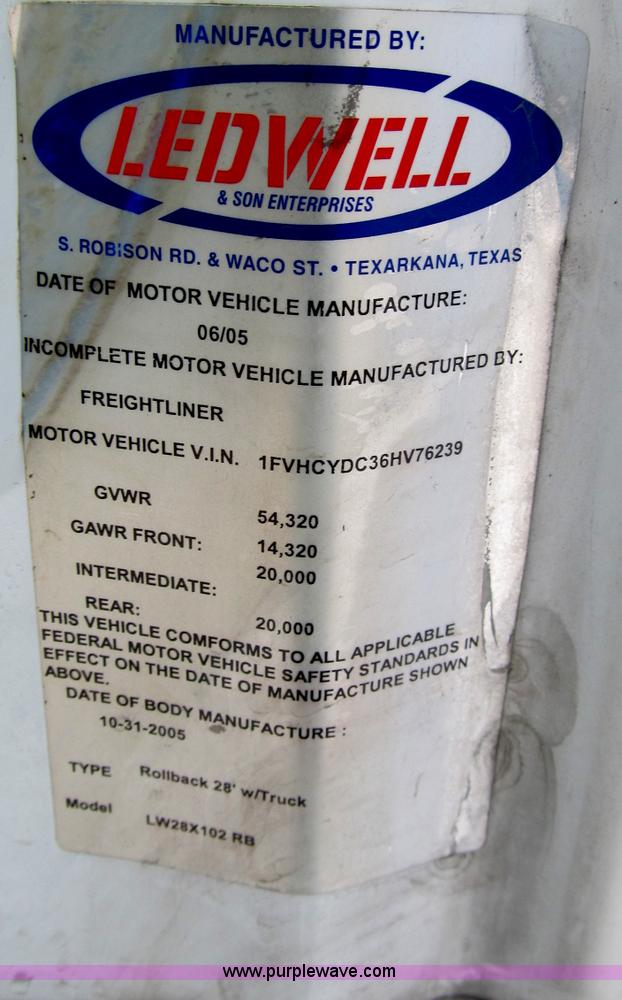 MANUFACTURED BY:
LEDWELL
& SON ENTERPRISES
S. ROBISON RD. & WACO ST. • TEXARKANA, TEXAS
DATE OF MOTOR VEHICLE MANUFACTURE:
06/05
INCOMPLETE MOTOR VEHICLE MANUFACTURED BY:
FREIGHTLINER
MOTOR VEHICLE V.I.N. 1FVHCYDC36HV76239
GVWR 54,320
GAWR FRONT: 14,320
INTERMEDIATE: 20,000
REAR: 20,000
THIS VEHICLE COMFORMS TO ALL APPLICABLE
FEDERAL MOTOR VEHICLE SAFETY STANDARDS IN
EFFECT ON THE DATE OF MANUFACTURE SHOWN
ABOVE.
DATE OF BODY MANUFACTURE :
10-31-2005
TYPE Rollback 28' w/Truck
Model LW28X102 RB
www.purplewave.com